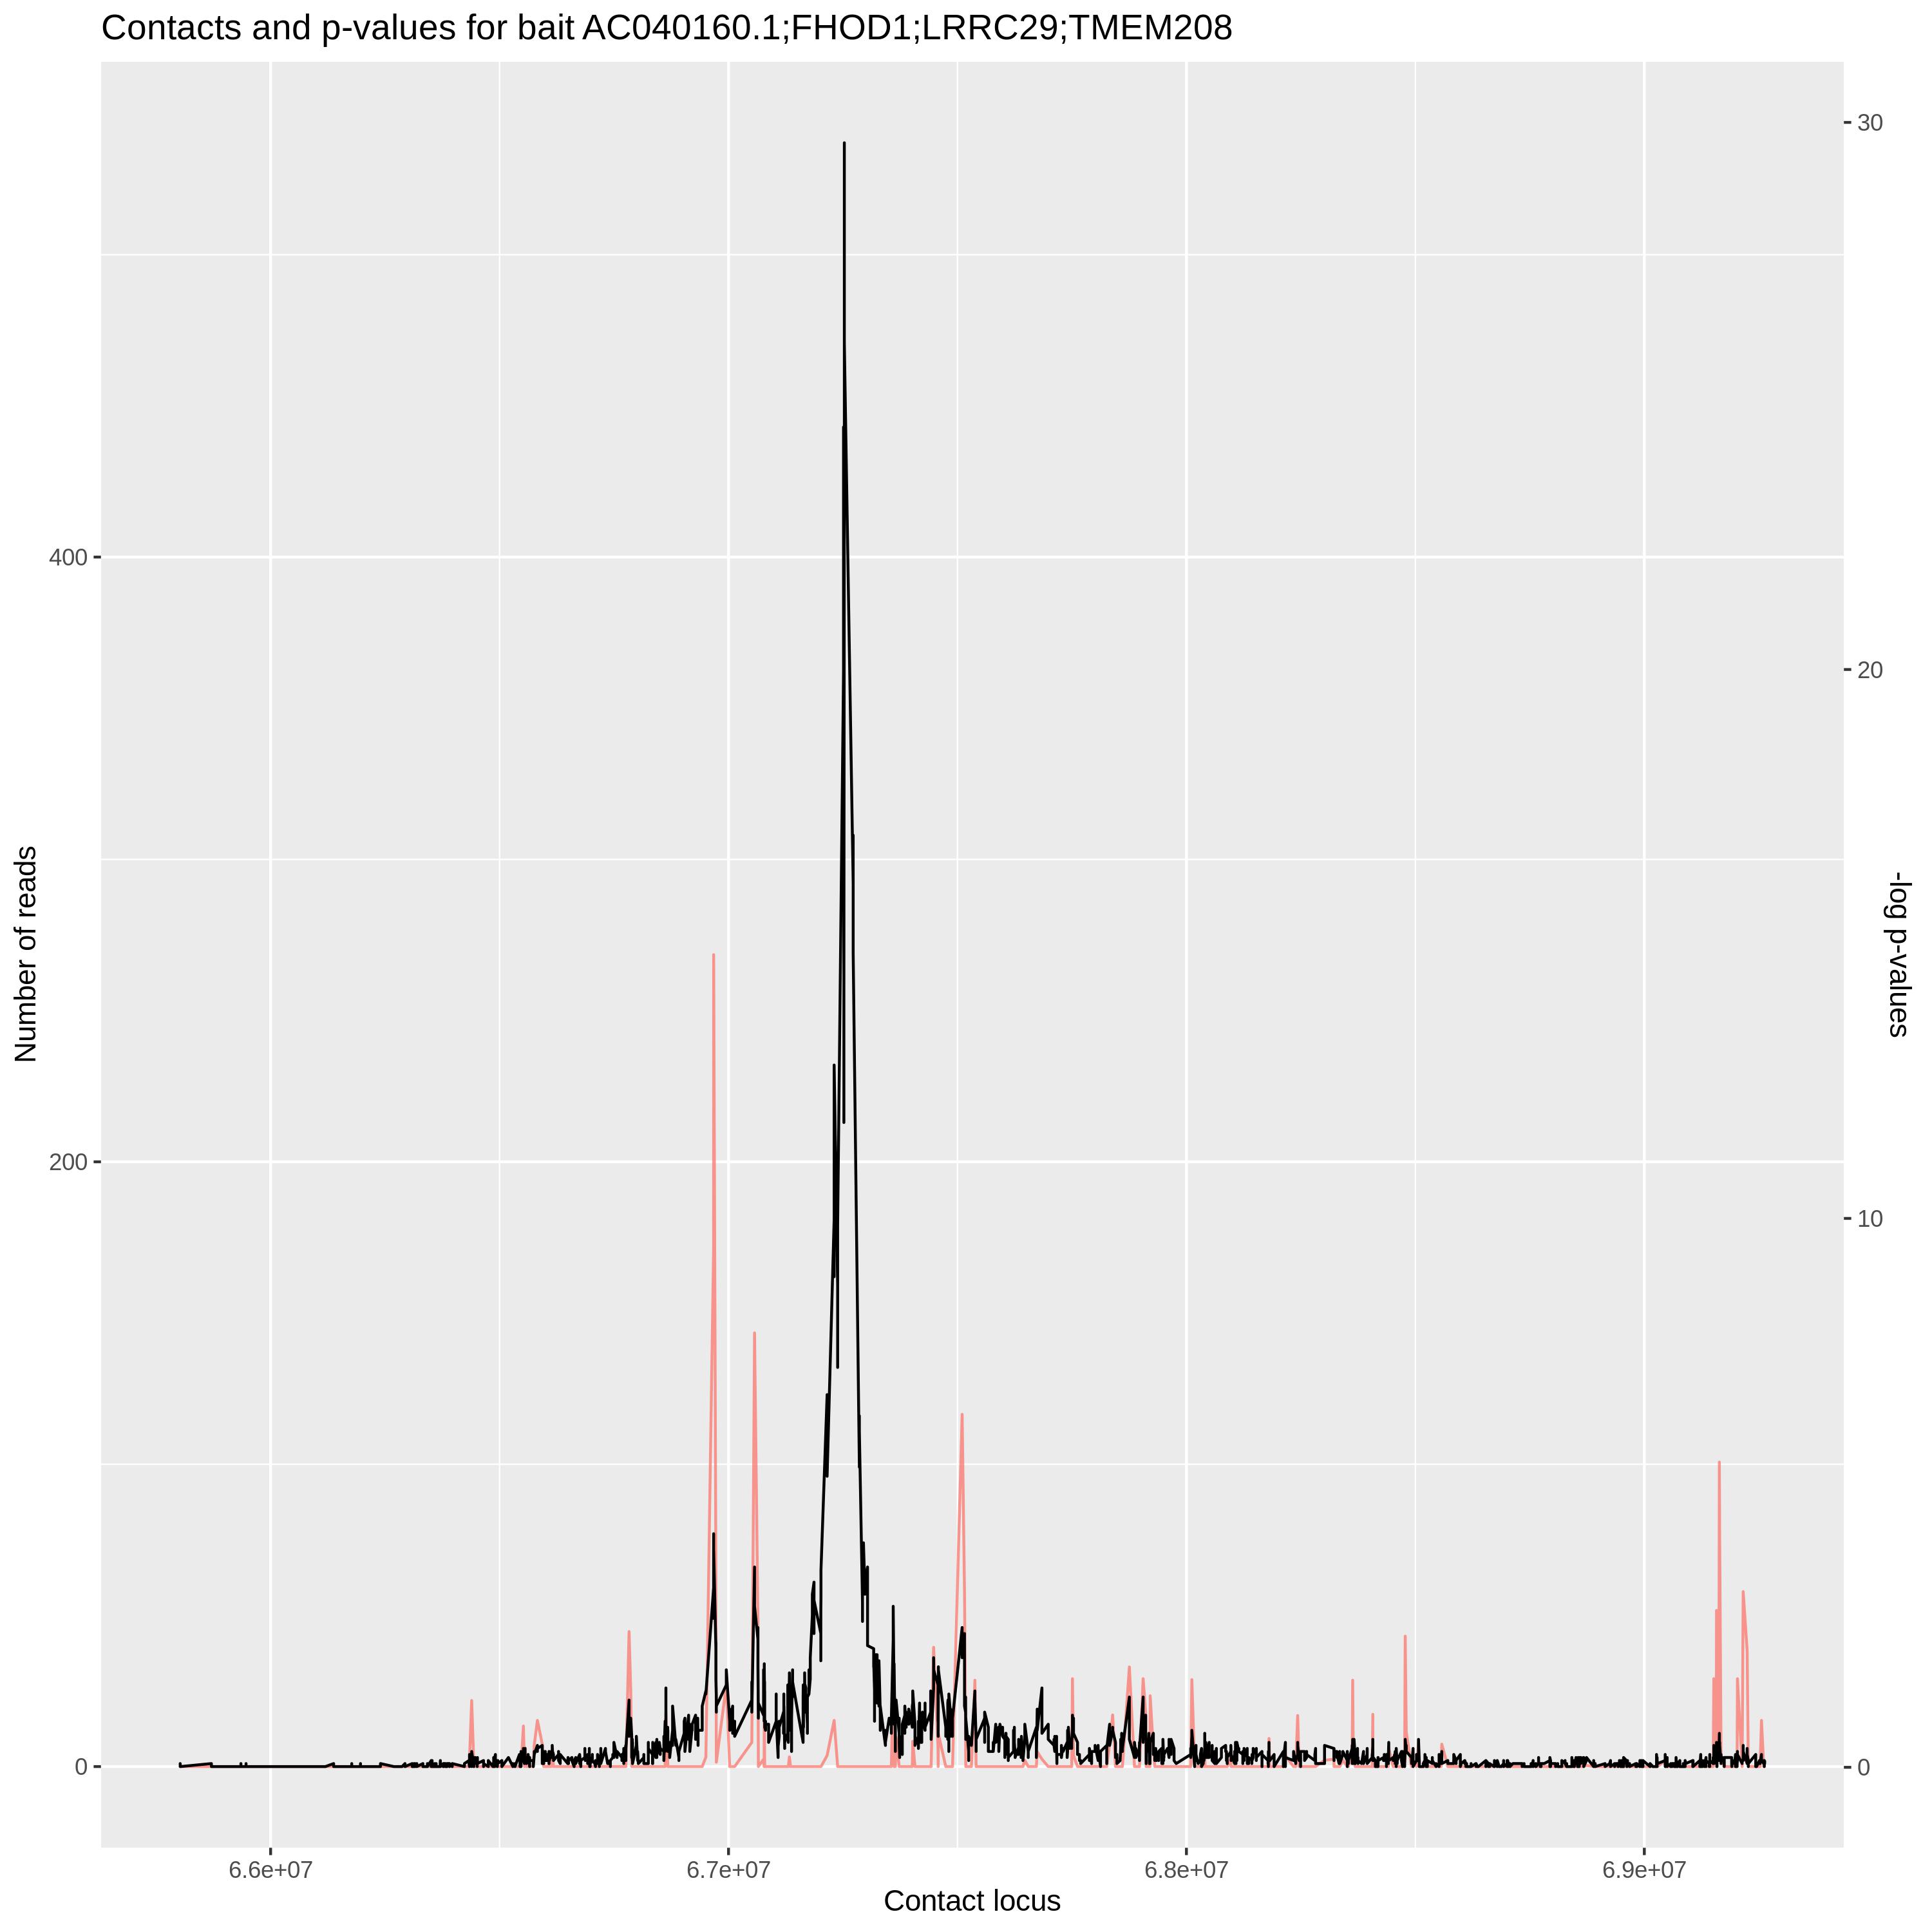 Contacts and p-values for bait AC040160.1;FHOD1;LRRC29;TMEM208
30
400
20
Number of reads
-log p-values
200
10
0
0
6.6e+07
6.7e+07
6.8e+07
6.9e+07
Contact locus